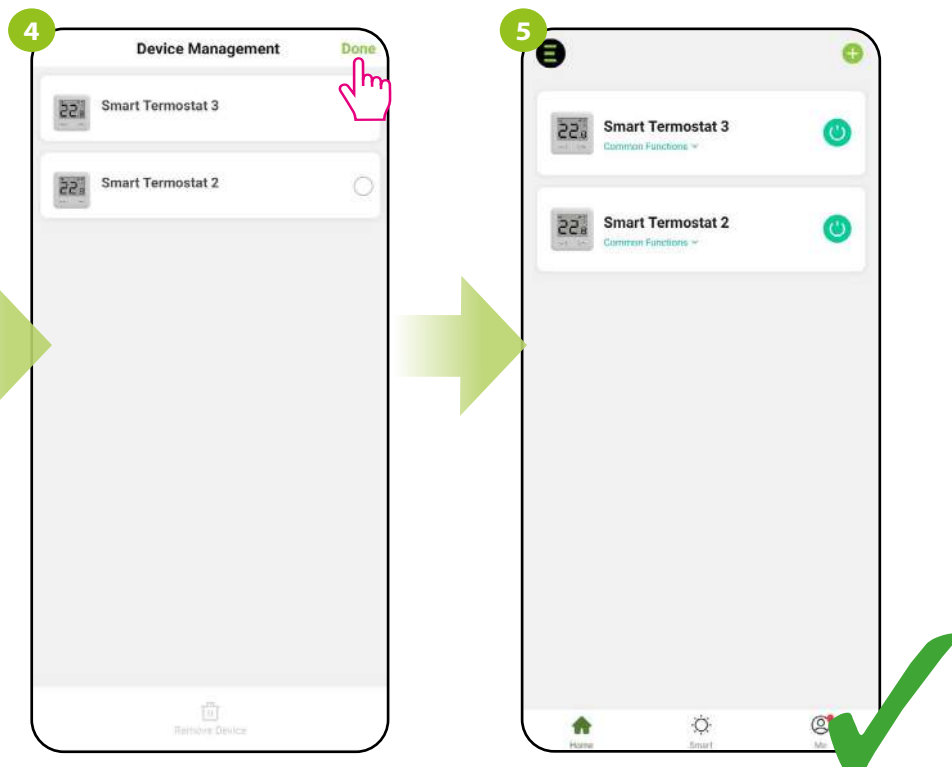 4
Device Management Done
Smart Termostat 3
Smart Termostat 2
Remove Device
5
Smart Termostat 3
Common Functions
Smart Termostat 2
Common Functions
Home Smart Me